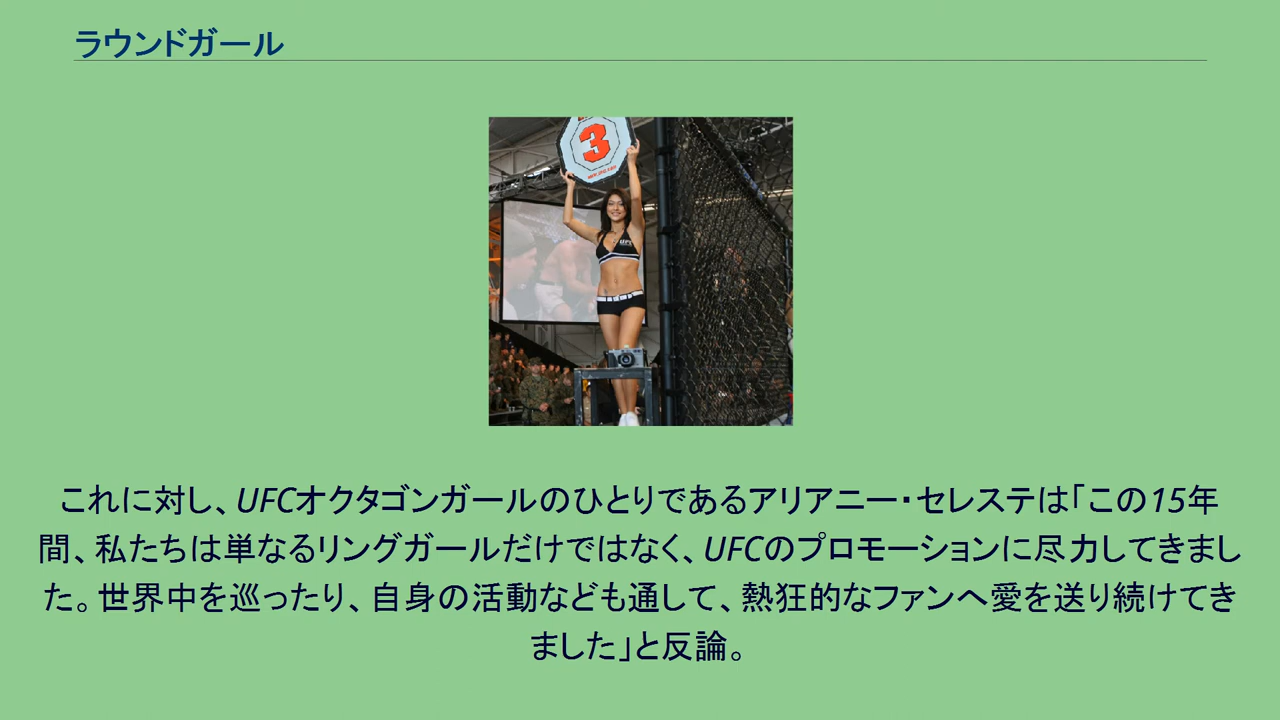 ラウンドガール
3
UFC
これに対し、UFCオクタゴンガールのひとりであるアリアニー・セレステは「この15年
間、私たちは単なるリングガールだけではなく、UFCのプロモーションに尽力してきまし
た。世界中を巡ったり、自身の活動なども通して、熱狂的なファンへ愛を送り続けてき
ました」と反論。